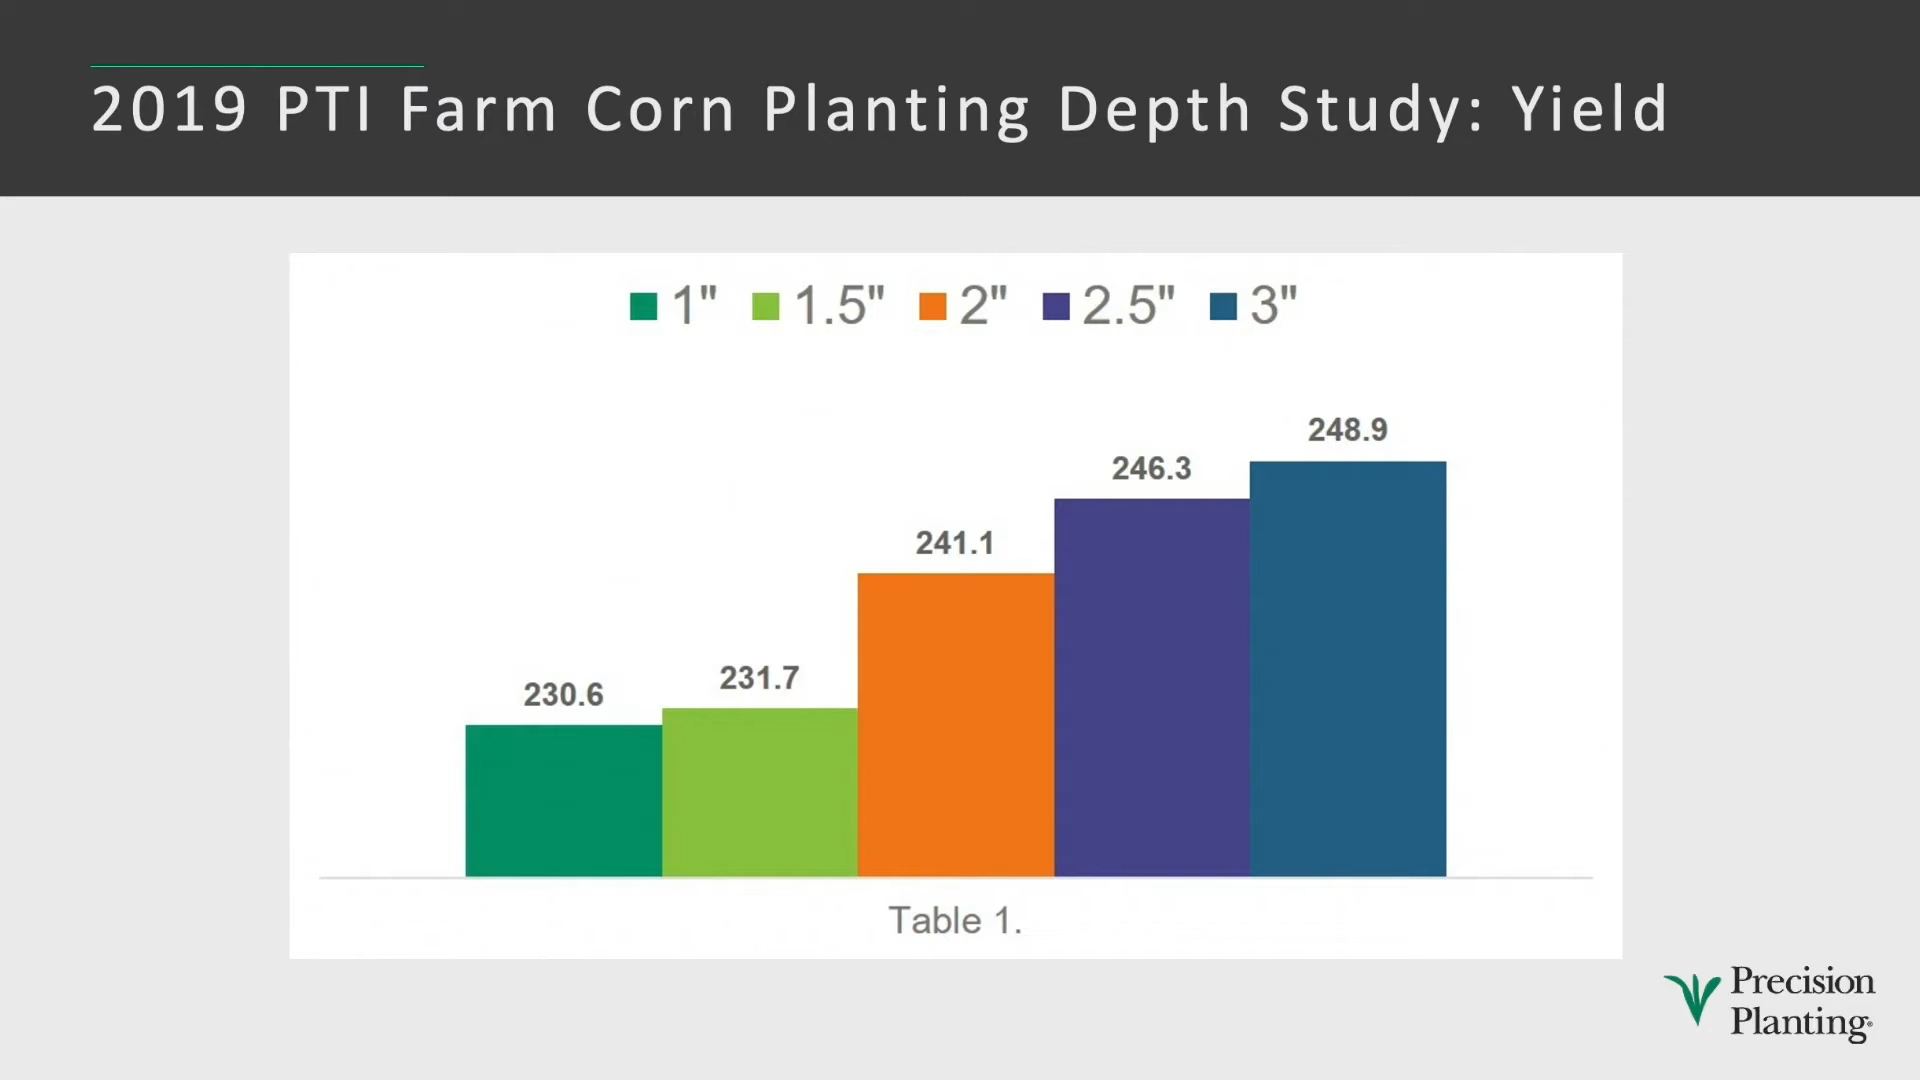 2019 PTI Farm Corn Planting Depth Study: Yield
1" 1.5" 2" 2.5" 3"
248.9
246.3
241.1
231.7
230.6
Table 1.
Precision
Planting®